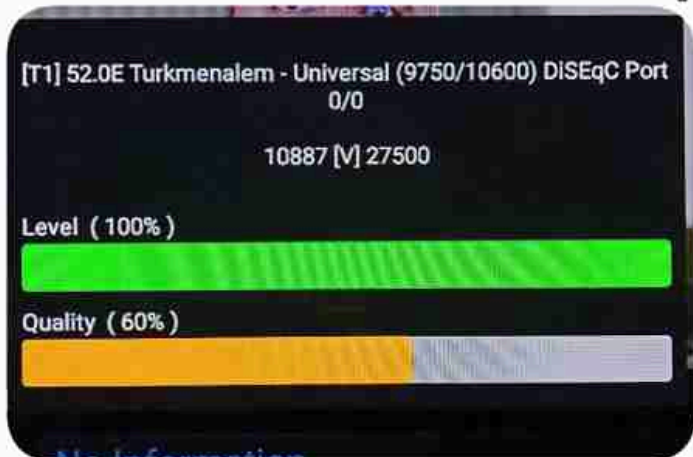 [T1] 52.0E Turkmenalem - Universal (9750/10600) DiSEqC Port
0/0
10887 [V] 27500
Level ( 100% )
Quality ( 60% )